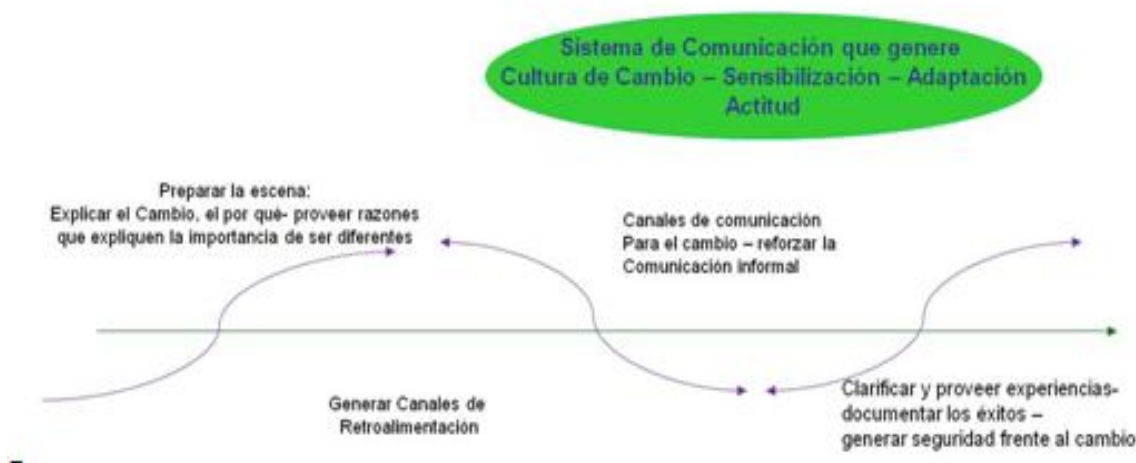 Sistema de Comunicación que genere
Cultura de Cambio – Sensibilización – Adaptación
Actitud
Preparar la escena:
Explicar el Cambio, el por què- proveer razones
que expliquen la importancia de ser diferentes
Canales de comunicación
Para el cambio – reforzar la
Comunicación informal
Generar Canales de
Retroalimentación
Clarificar y proveer experiencias-
documentar los éxitos –
generar seguridad frente al cambio